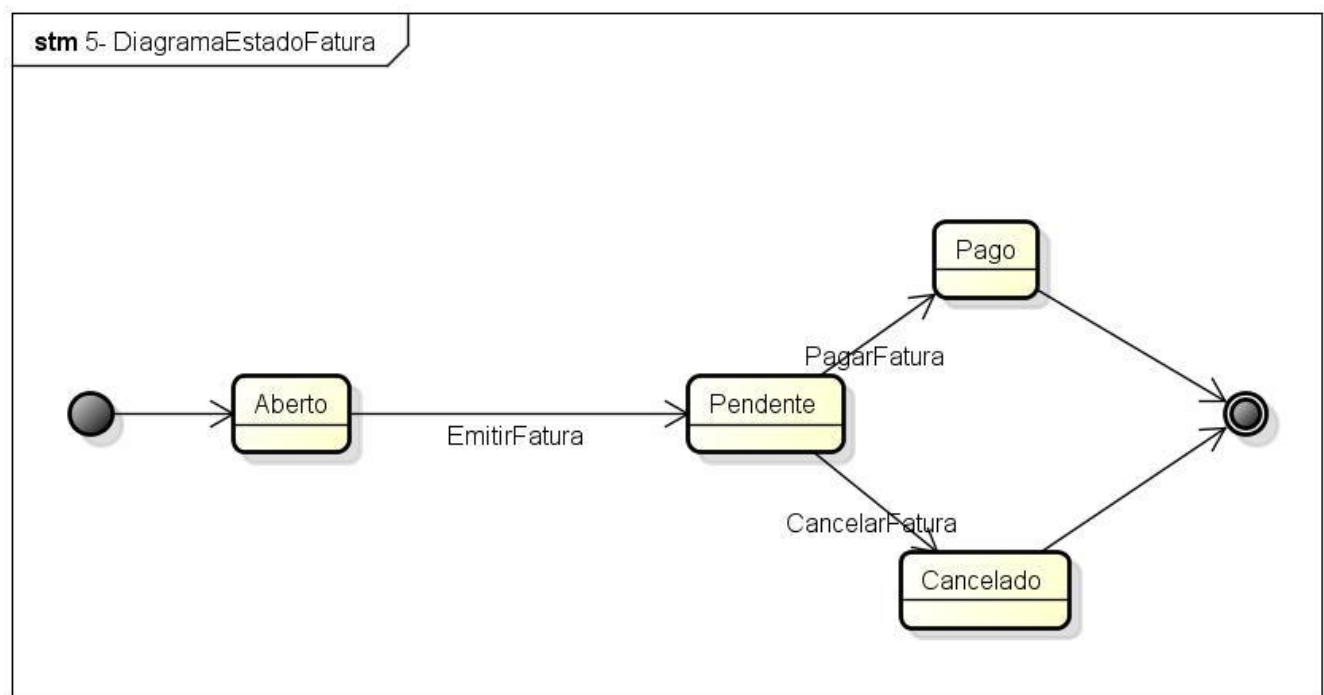 stm 5- DiagramaEstadoFatura
Pago
PagarFatura
Aberto
EmitirFatura
Pendente
CancelarFatura
Cancelado